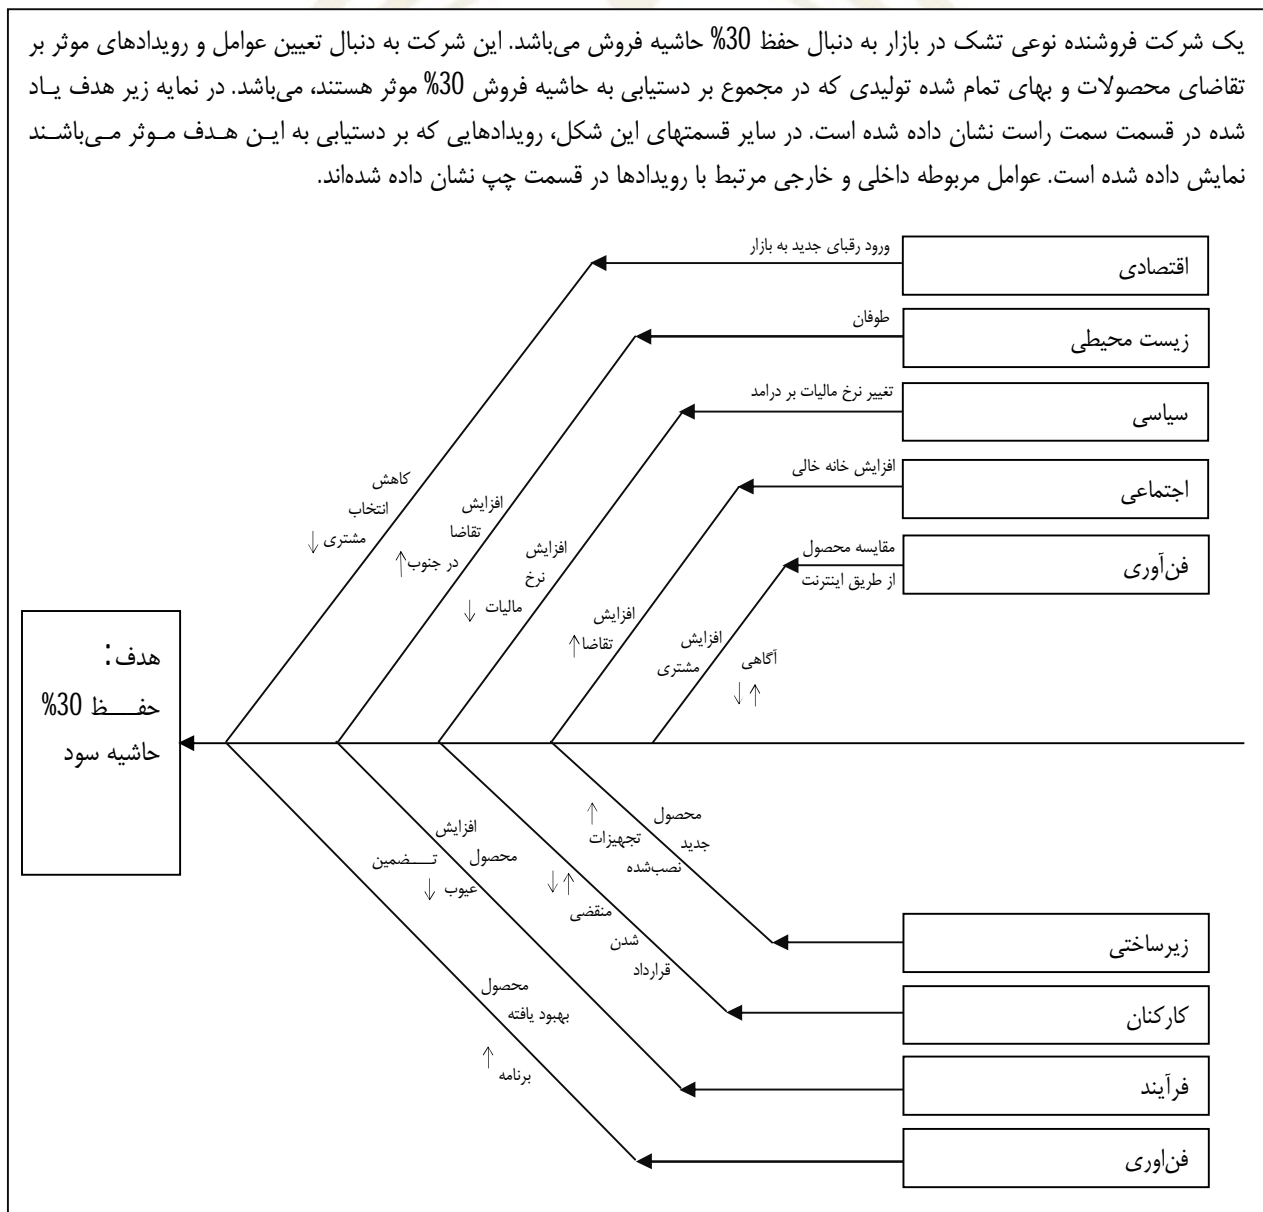 یک شرکت فروشنده نوعی تشک در بازار به دنبال حفظ 30% حاشیه فروش می‌باشد. این شرکت به دنبال تعیین عوامل و رویدادهای موثر بر
تقاضای محصولات و بهای تمام شده تولیدی که در مجموع بر دستیابی به حاشیه فروش 30% موثر هستند، می‌باشد. در نمایه زیر هدف یاد
شده در قسمت سمت راست نشان داده شده است. در سایر قسمتهای این شکل، رویدادهایی که بر دستیابی به این هدف موثر می‌باشند
نمایش داده شده است. عوامل مربوطه داخلی و خارجی مرتبط با رویدادها در قسمت چپ نشان داده شده‌اند.
اقتصادی
ورود رقبای جدید به بازار
زیست محیطی
طوفان
سیاسی
تغییر نرخ مالیات بر درامد
اجتماعی
افزایش خانه خالی
فن‌آوری
مقایسه محصول
از طریق اینترنت
کاهش
انتخاب
مشتری ↓
افزایش
تقاضا
در جنوب ↑
افزایش
نرخ
مالیات ↓
افزایش
تقاضا ↑
افزایش
مشتری
آگاهی
↑ ↓
هدف:
حفظ 30%
حاشیه سود
محصول
جدید
تجهیزات ↑
نصب‌شده
↑ ↓
منقضی
شدن
قرارداد
افزایش
محصول
تضمین
عیوب ↓
محصول
بهبود یافته
برنامه ↑
زیرساختی
کارکنان
فرآیند
فن‌اوری